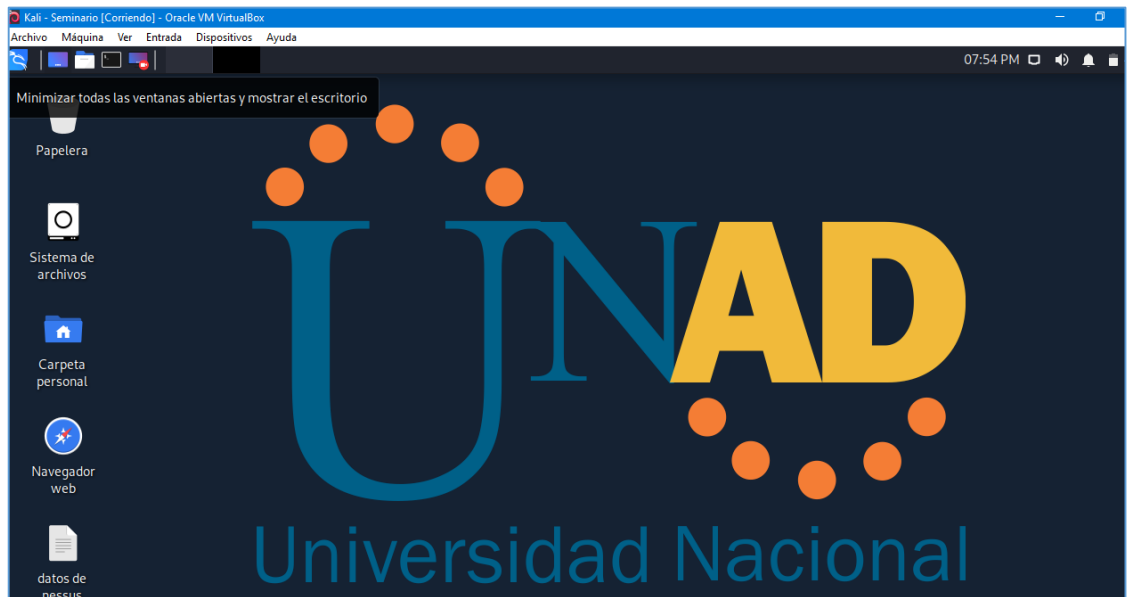 Kali - Seminario [Corriendo] - Oracle VM VirtualBox
Archivo Máquina Ver Entrada Dispositivos Ayuda
07:54 PM
Minimizar todas las ventanas abiertas y mostrar el escritorio
Papelera
Sistema de
archivos
Carpeta
personal
Navegador
web
datos de
nessus
UNAD
Universidad Nacional